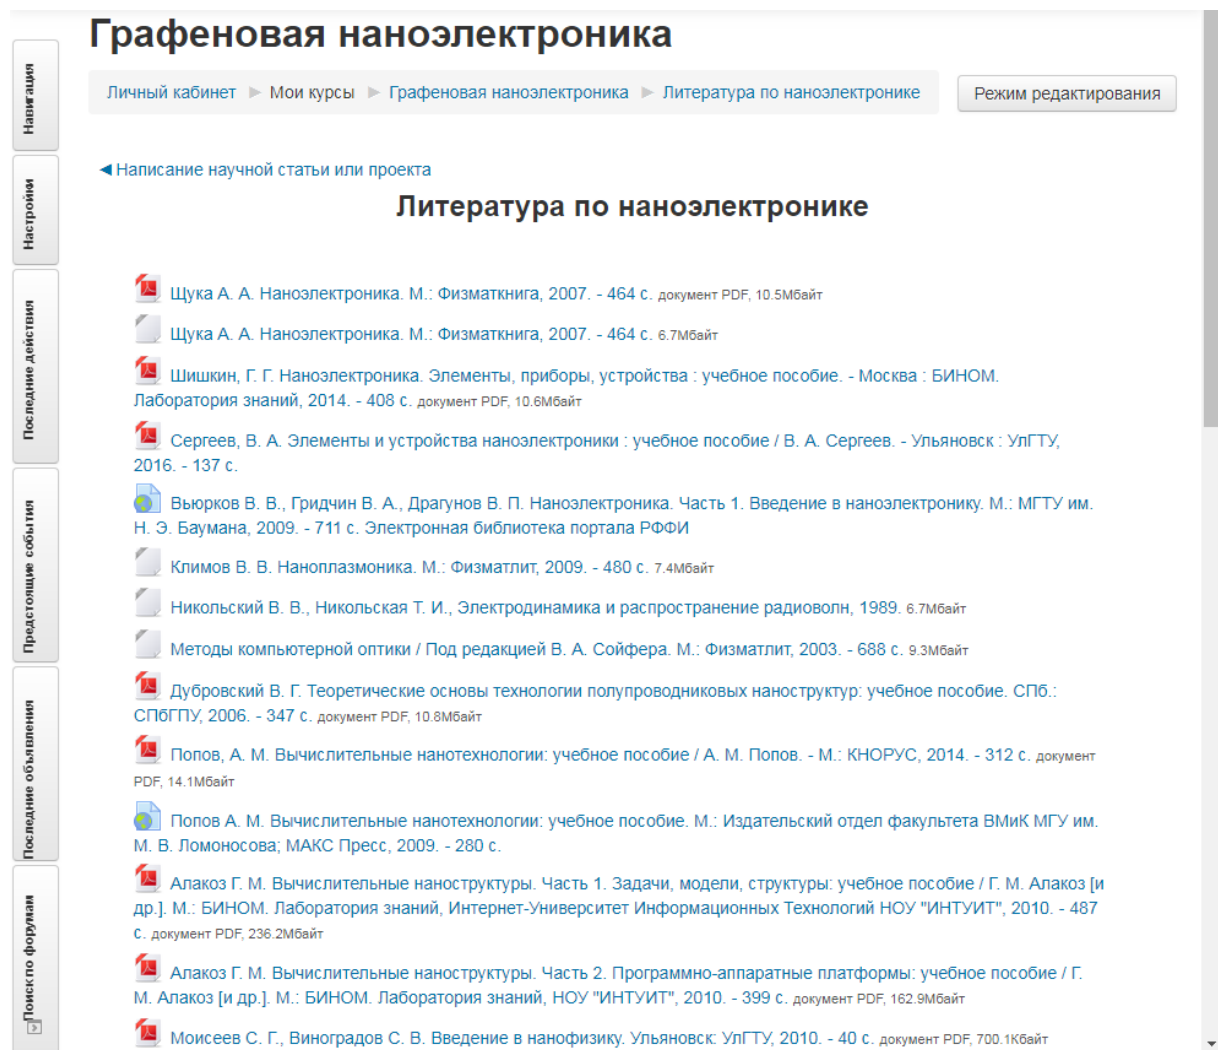 Графеновая наноэлектроника
Личный кабинет ► Мои курсы ► Графеновая наноэлектроника ► Литература по наноэлектронике
Режим редактирования
Навигация
Настройки
Последние действия
Предстоящие события
Последние объявления
Поиск по форумам
◄ Написание научной статьи или проекта
Литература по наноэлектронике
Щука А. А. Наноэлектроника. М.: Физматкнига, 2007. - 464 с. документ PDF, 10.5Мбайт
Щука А. А. Наноэлектроника. М.: Физматкнига, 2007. - 464 с. 6.7Мбайт
Шишкин, Г. Г. Наноэлектроника. Элементы, приборы, устройства : учебное пособие. - Москва : БИНОМ.
Лаборатория знаний, 2014. - 408 с. документ PDF, 10.6Мбайт
Сергеев, В. А. Элементы и устройства наноэлектроники : учебное пособие / В. А. Сергеев. - Ульяновск : УлГТУ,
2016. - 137 с.
Вьюрков В. В., Гридчин В. А., Драгунов В. П. Наноэлектроника. Часть 1. Введение в наноэлектронику. М.: МГТУ им.
Н. Э. Баумана, 2009. - 711 с. Электронная библиотека портала РФФИ
Климов В. В. Наноплазмоника. М.: Физматлит, 2009. - 480 с. 7.4Мбайт
Никольский В. В., Никольская Т. И., Электродинамика и распространение радиоволн, 1989. 6.7Мбайт
Методы компьютерной оптики / Под редакцией В. А. Сойфера. М.: Физматлит, 2003. - 688 с. 9.3Мбайт
Дубровский В. Г. Теоретические основы технологии полупроводниковых наноструктур: учебное пособие. СПб.:
СПбГПУ, 2006. - 347 с. документ PDF, 10.8Мбайт
Попов, А. М. Вычислительные нанотехнологии: учебное пособие / А. М. Попов. - М.: КНОРУС, 2014. - 312 с. документ
PDF, 14.1Мбайт
Попов А. М. Вычислительные нанотехнологии: учебное пособие. М.: Издательский отдел факультета ВМиК МГУ им.
М. В. Ломоносова; МАКС Пресс, 2009. - 280 с.
Алакоз Г. М. Вычислительные наноструктуры. Часть 1. Задачи, модели, структуры: учебное пособие / Г. М. Алакоз [и
др.]. М.: БИНОМ. Лаборатория знаний, Интернет-Университет Информационных Технологий НОУ "ИНТУИТ", 2010. - 487
с. документ PDF, 236.2Мбайт
Алакоз Г. М. Вычислительные наноструктуры. Часть 2. Программно-аппаратные платформы: учебное пособие / Г.
М. Алакоз [и др.]. М.: БИНОМ. Лаборатория знаний, НОУ "ИНТУИТ", 2010. - 399 с. документ PDF, 162.9Мбайт
Моисеев С. Г., Виноградов С. В. Введение в нанофизику. Ульяновск: УлГТУ, 2010. - 40 с. документ PDF, 700.1Кбайт